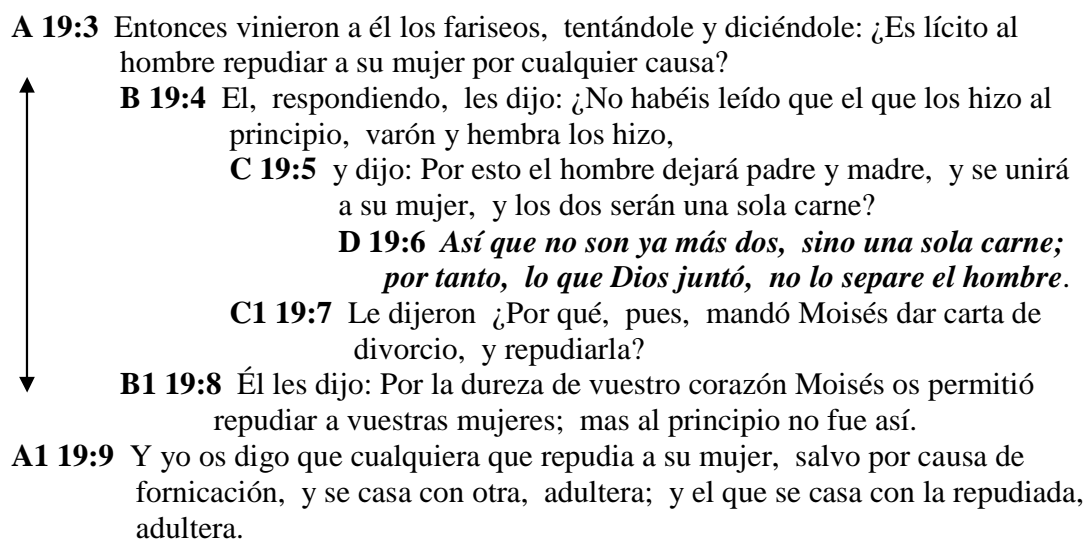 A 19:3 Entonces vinieron a él los fariseos, tentándole y diciéndole: ¿Es lícito al
hombre repudiar a su mujer por cualquier causa?
B 19:4 El, respondiendo, les dijo: ¿No habéis leído que el que los hizo al
principio, varón y hembra los hizo,
C 19:5 y dijo: Por esto el hombre dejará padre y madre, y se unirá
a su mujer, y los dos serán una sola carne?
D 19:6 Así que no son ya más dos, sino una sola carne;
por tanto, lo que Dios juntó, no lo separe el hombre.
C1 19:7 Le dijeron ¿Por qué, pues, mandó Moisés dar carta de
divorcio, y repudiarla?
B1 19:8 Él les dijo: Por la dureza de vuestro corazón Moisés os permitió
repudiar a vuestras mujeres; mas al principio no fue así.
A1 19:9 Y yo os digo que cualquiera que repudia a su mujer, salvo por causa de
fornicación, y se casa con otra, adultera; y el que se casa con la repudiada,
adultera.